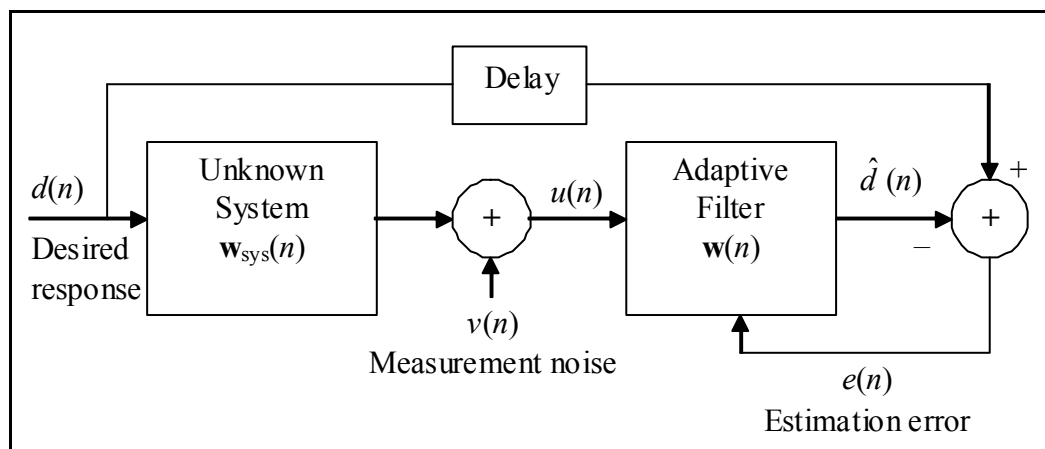 Delay
d(n)
Desired
response
Unknown
System
w_sys(n)
+
v(n)
Measurement noise
u(n)
Adaptive
Filter
w(n)
d̂ (n)
+
+
−
e(n)
Estimation error